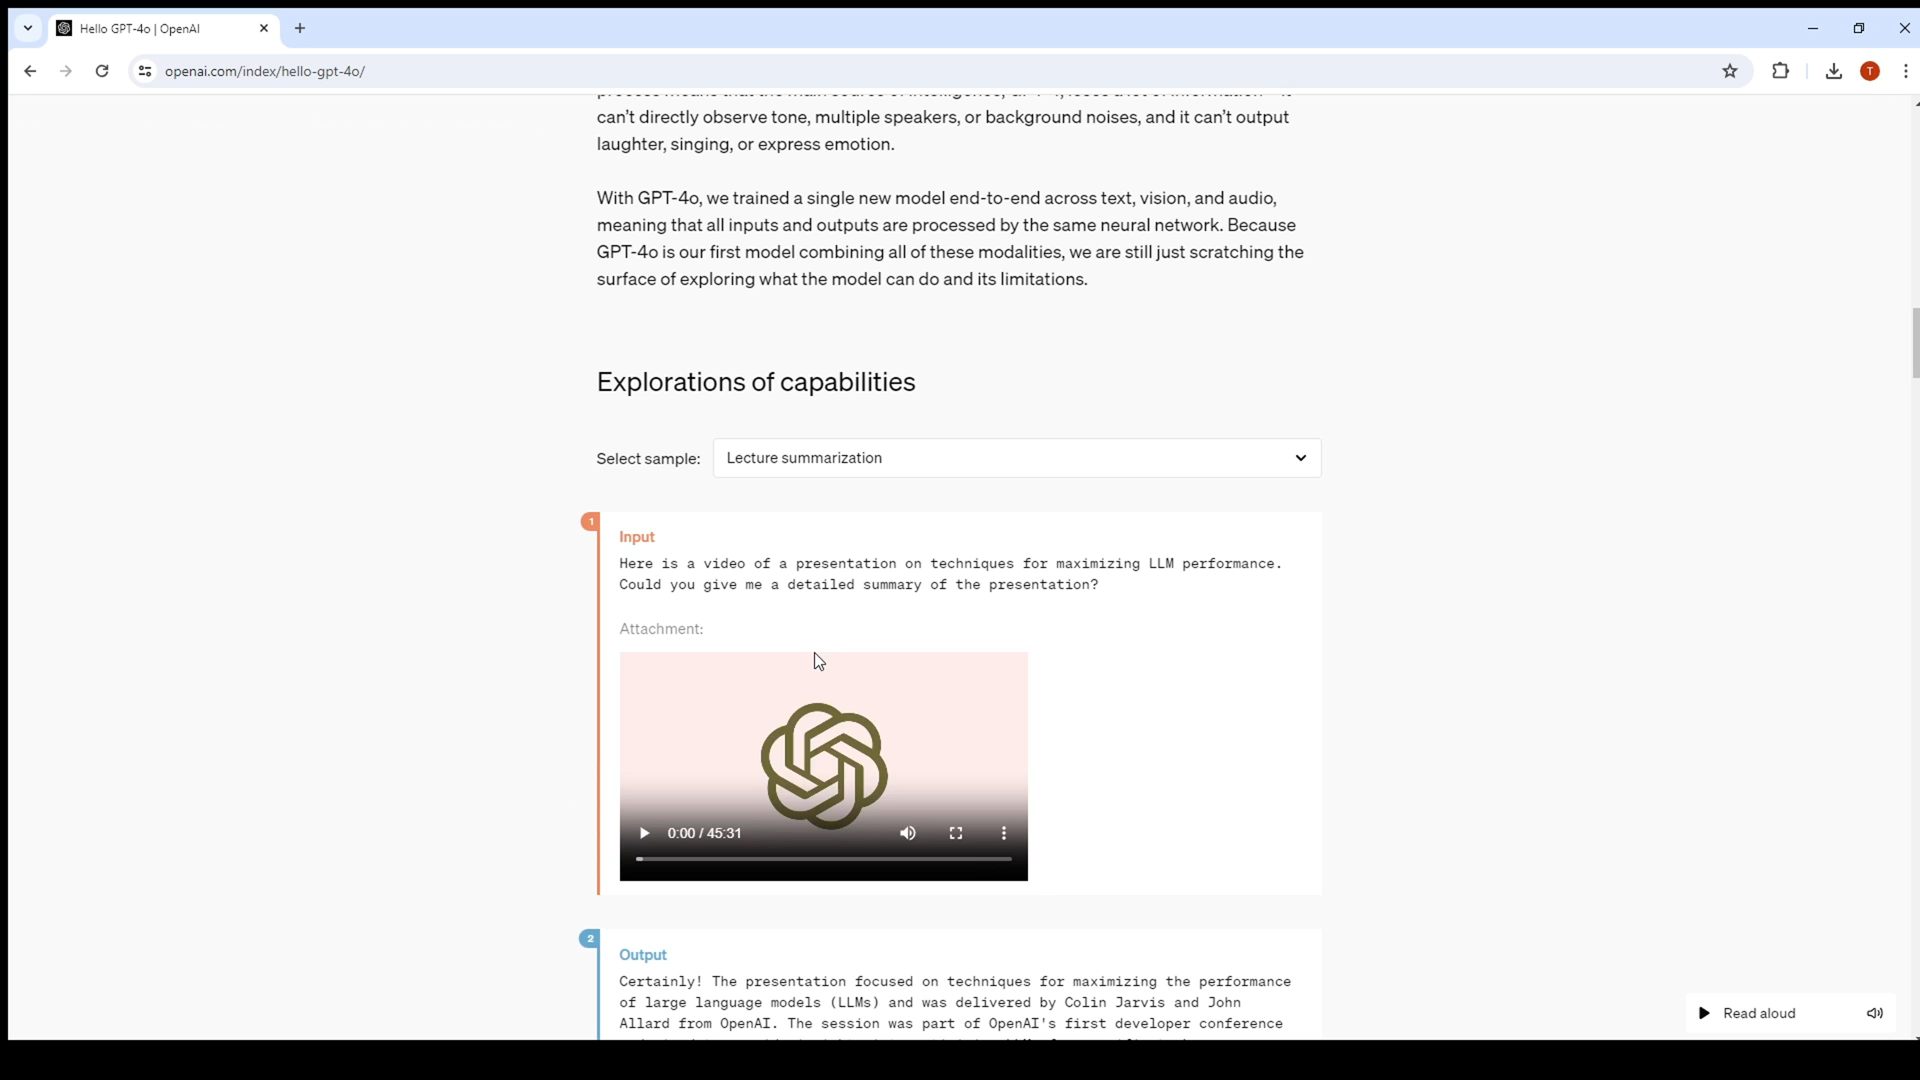 Hello GPT-4o | OpenAI
openai.com/index/hello-gpt-4o/
T
can't directly observe tone, multiple speakers, or background noises, and it can't output
laughter, singing, or express emotion.
With GPT-4o, we trained a single new model end-to-end across text, vision, and audio,
meaning that all inputs and outputs are processed by the same neural network. Because
GPT-4o is our first model combining all of these modalities, we are still just scratching the
surface of exploring what the model can do and its limitations.
Explorations of capabilities
Select sample: Lecture summarization
1
Input
Here is a video of a presentation on techniques for maximizing LLM performance.
Could you give me a detailed summary of the presentation?
Attachment:
0:00 / 45:31
2
Output
Certainly! The presentation focused on techniques for maximizing the performance
of large language models (LLMs) and was delivered by Colin Jarvis and John
Allard from OpenAI. The session was part of OpenAI's first developer conference
Read aloud